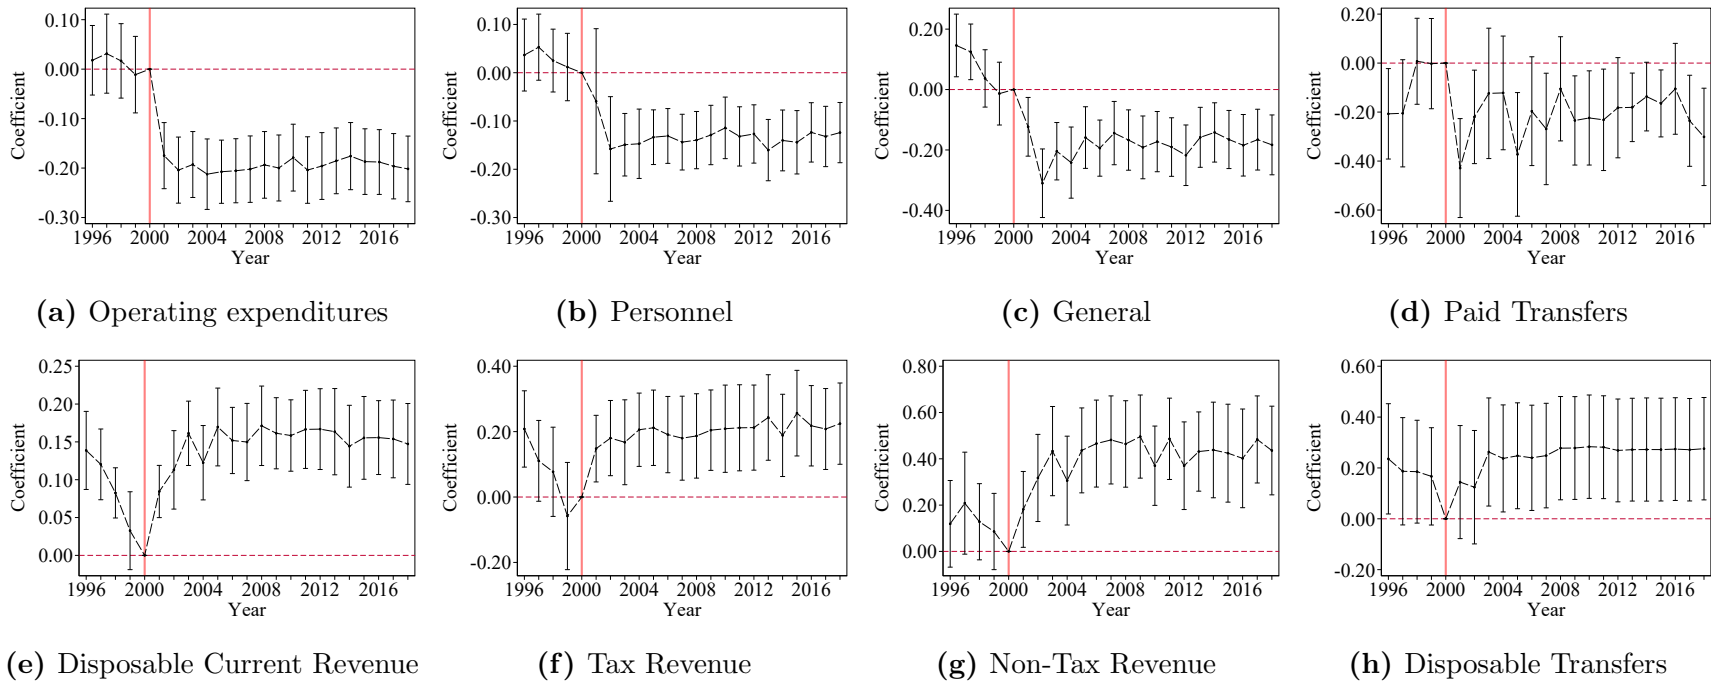 0.10
0.00
-0.10
-0.20
-0.30
Coefficient
1996 2000 2004 2008 2012 2016
Year
(a) Operating expenditures
0.10
0.00
-0.10
-0.20
-0.30
Coefficient
1996 2000 2004 2008 2012 2016
Year
(b) Personnel
0.20
0.00
-0.20
-0.40
Coefficient
1996 2000 2004 2008 2012 2016
Year
(c) General
0.20
0.00
-0.20
-0.40
-0.60
Coefficient
1996 2000 2004 2008 2012 2016
Year
(d) Paid Transfers
0.25
0.20
0.15
0.10
0.05
0.00
Coefficient
1996 2000 2004 2008 2012 2016
Year
(e) Disposable Current Revenue
0.40
0.20
0.00
-0.20
Coefficient
1996 2000 2004 2008 2012 2016
Year
(f) Tax Revenue
0.80
0.60
0.40
0.20
0.00
Coefficient
1996 2000 2004 2008 2012 2016
Year
(g) Non-Tax Revenue
0.60
0.40
0.20
0.00
-0.20
Coefficient
1996 2000 2004 2008 2012 2016
Year
(h) Disposable Transfers